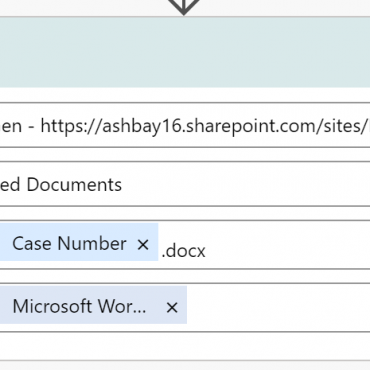 en - https://ashbay16.sharepoint.com/sites/
ed Documents
Case Number × .docx
Microsoft Wor... ×